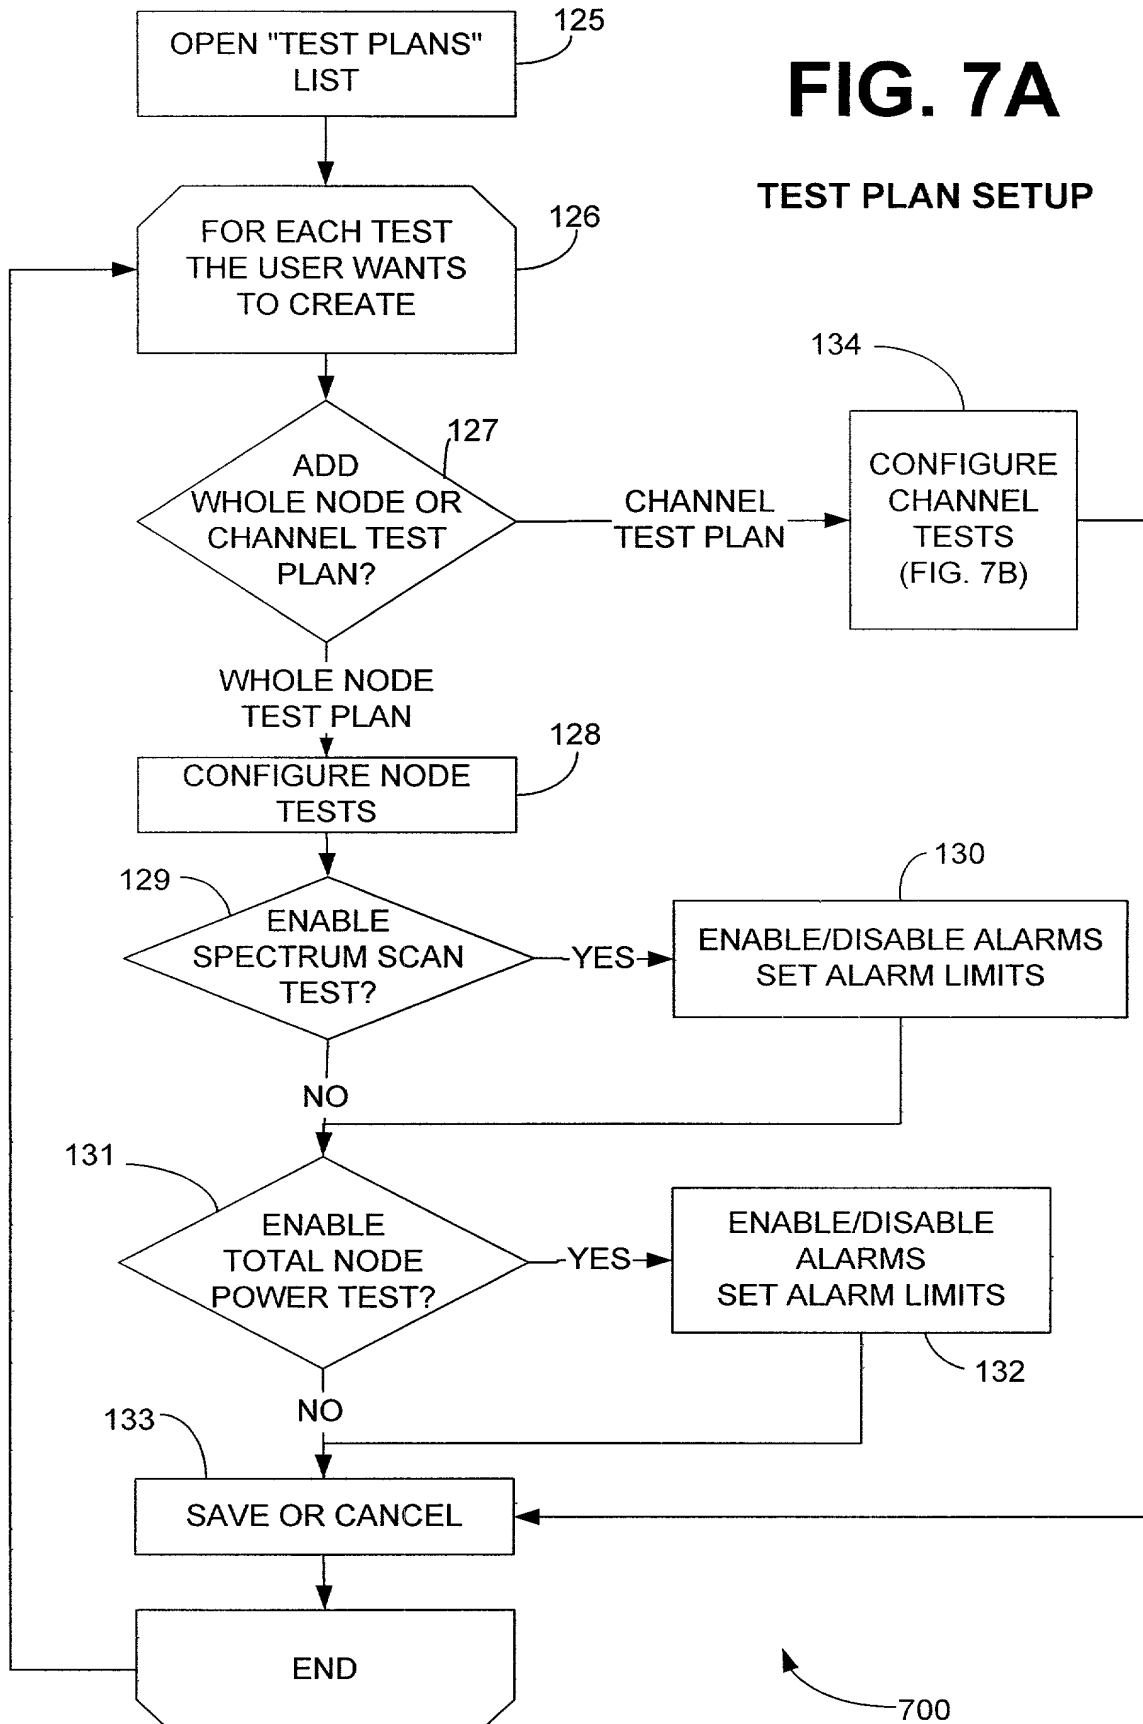 OPEN "TEST PLANS"
LIST
125
FIG. 7A
TEST PLAN SETUP
FOR EACH TEST
THE USER WANTS
TO CREATE
126
ADD
WHOLE NODE OR
CHANNEL TEST
PLAN?
127
CHANNEL
TEST PLAN
134
CONFIGURE
CHANNEL
TESTS
(FIG. 7B)
WHOLE NODE
TEST PLAN
128
CONFIGURE NODE
TESTS
129
ENABLE
SPECTRUM SCAN
TEST?
YES
130
ENABLE/DISABLE ALARMS
SET ALARM LIMITS
NO
131
ENABLE
TOTAL NODE
POWER TEST?
YES
ENABLE/DISABLE
ALARMS
SET ALARM LIMITS
132
NO
133
SAVE OR CANCEL
END
700